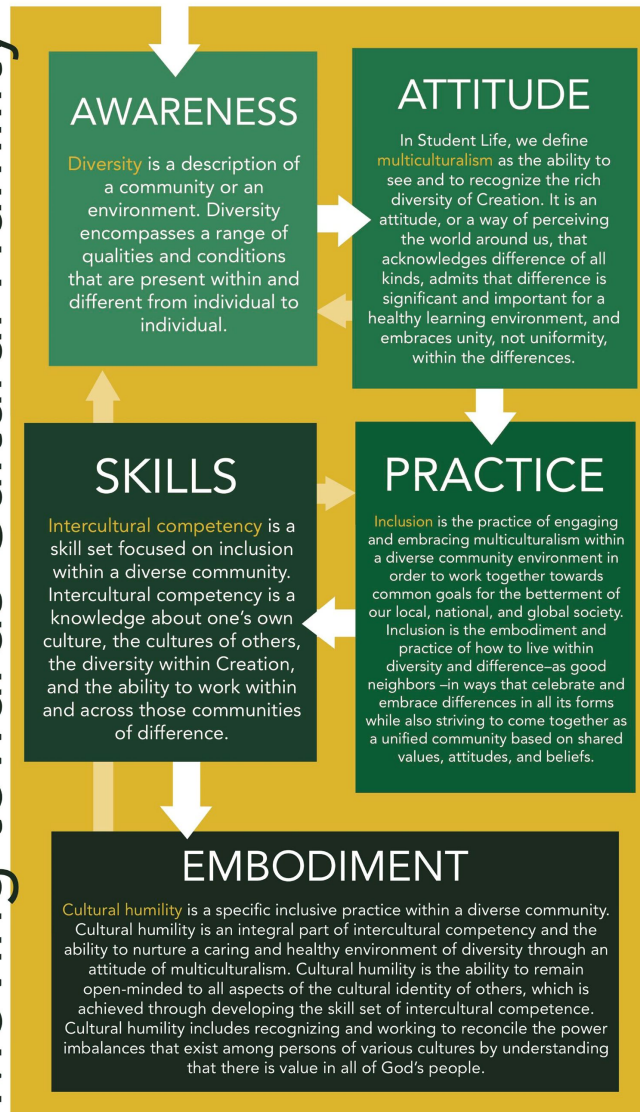 AWARENESS
Diversity is a description of
a community or an
environment. Diversity
encompasses a range of
qualities and conditions
that are present within and
different from individual to
individual.
ATTITUDE
In Student Life, we define
multiculturalism as the ability to
see and to recognize the rich
diversity of Creation. It is an
attitude, or a way of perceiving
the world around us, that
acknowledges difference of all
kinds, admits that difference is
significant and important for a
healthy learning environment, and
embraces unity, not uniformity,
within the differences.
PRACTICE
Inclusion is the practice of engaging
and embracing multiculturalism within
a diverse community environment in
order to work together towards
common goals for the betterment of
our local, national, and global society.
Inclusion is the embodiment and
practice of how to live within
diversity and difference–as good
neighbors –in ways that celebrate and
embrace differences in all its forms
while also striving to come together as
a unified community based on shared
values, attitudes, and beliefs.
SKILLS
Intercultural competency is a
skill set focused on inclusion
within a diverse community.
Intercultural competency is a
knowledge about one's own
culture, the cultures of others,
the diversity within Creation,
and the ability to work within
and across those communities
of difference.
EMBODIMENT
Cultural humility is a specific inclusive practice within a diverse community.
Cultural humility is an integral part of intercultural competency and the
ability to nurture a caring and healthy environment of diversity through an
attitude of multiculturalism. Cultural humility is the ability to remain
open-minded to all aspects of the cultural identity of others, which is
achieved through developing the skill set of intercultural competence.
Cultural humility includes recognizing and working to reconcile the power
imbalances that exist among persons of various cultures by understanding
that there is value in all of God's people.